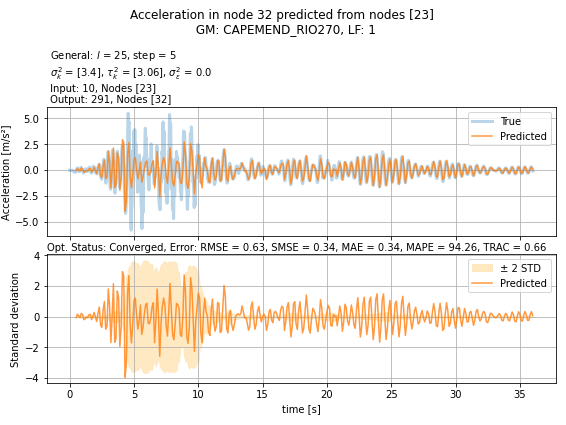 Acceleration in node 32 predicted from nodes [23]
GM: CAPEMEND_RIO270, LF: 1
General: l = 25, step = 5
σ²ₖ = [3.4], τ²ₖ = [3.06], σ²ε = 0.0
Input: 10, Nodes [23]
Output: 291, Nodes [32]
5.0
2.5
0.0
−2.5
−5.0
Acceleration [m/s²]
True
Predicted
Opt. Status: Converged, Error: RMSE = 0.63, SMSE = 0.34, MAE = 0.34, MAPE = 94.26, TRAC = 0.66
4
2
0
−2
−4
Standard deviation
± 2 STD
Predicted
0 5 10 15 20 25 30 35
time [s]